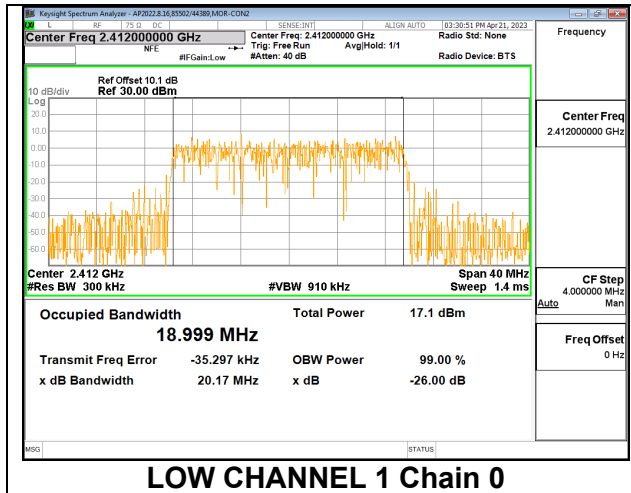 Keysight Spectrum Analyzer - AP2022.8.16,85502/44389,MOR-CON2
L RF 75 Ω DC SENSE:INT ALIGN AUTO 03:30:51 PM Apr 21, 2023
Center Freq 2.412000000 GHz
NFE
#IFGain:Low
Center Freq: 2.412000000 GHz
Trig: Free Run Avg|Hold: 1/1
#Atten: 40 dB
Radio Std: None
Radio Device: BTS
Frequency
Ref Offset 10.1 dB
10 dB/div Ref 30.00 dBm
Log
20.0
10.0
0.00
-10.0
-20.0
-30.0
-40.0
-50.0
-60.0
Center Freq
2.412000000 GHz
Center 2.412 GHz Span 40 MHz
#Res BW 300 kHz #VBW 910 kHz Sweep 1.4 ms
CF Step
4.000000 MHz
Auto Man
Occupied Bandwidth Total Power 17.1 dBm
18.999 MHz
Freq Offset
0 Hz
Transmit Freq Error -35.297 kHz OBW Power 99.00 %
x dB Bandwidth 20.17 MHz x dB -26.00 dB
MSG STATUS
LOW CHANNEL 1 Chain 0